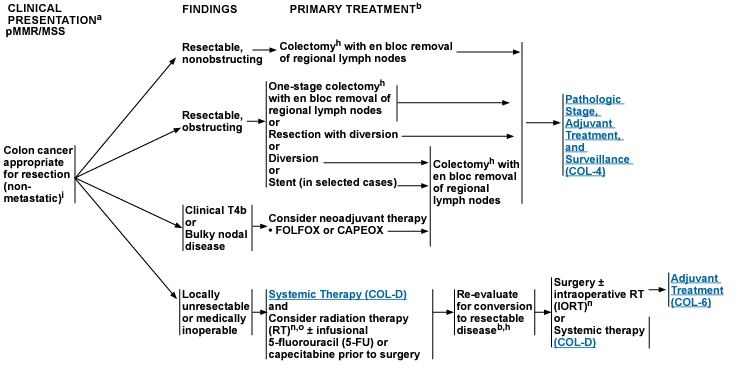 CLINICAL
PRESENTATIONa
pMMR/MSS
FINDINGS
PRIMARY TREATMENTb
Colon cancer
appropriate
for resection
(non-
metastatic)i
Resectable,
nonobstructing
Colectomyh with en bloc removal
of regional lymph nodes
Resectable,
obstructing
One-stage colectomyh
with en bloc removal of
regional lymph nodes
or
Resection with diversion
or
Diversion
or
Stent (in selected cases)
Colectomyh with
en bloc removal
of regional
lymph nodes
Pathologic
Stage,
Adjuvant
Treatment,
and
Surveillance
(COL-4)
Clinical T4b
or
Bulky nodal
disease
Consider neoadjuvant therapy
• FOLFOX or CAPEOX
Locally
unresectable
or medically
inoperable
Systemic Therapy (COL-D)
and
Consider radiation therapy
(RT)n,o ± infusional
5-fluorouracil (5-FU) or
capecitabine prior to surgery
Re-evaluate
for conversion
to resectable
diseaseb,h
Surgery ±
intraoperative RT
(IORT)n
or
Systemic therapy
(COL-D)
Adjuvant
Treatment
(COL-6)